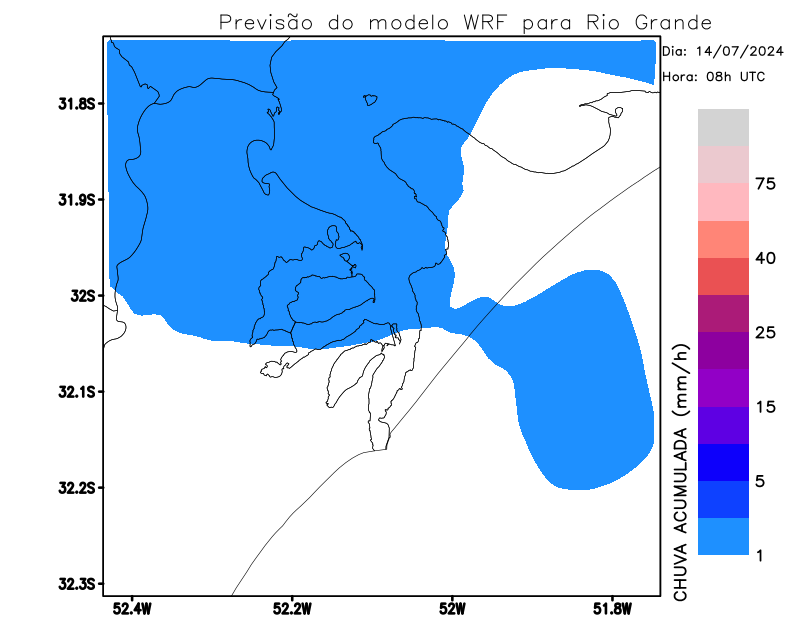 Previsão do modelo WRF para Rio Grande
Dia: 14/07/2024
Hora: 08h UTC
31.8S
31.9S
32S
32.1S
32.2S
32.3S
52.4W
52.2W
52W
51.8W
75
40
25
15
5
1
CHUVA ACUMULADA (mm/h)